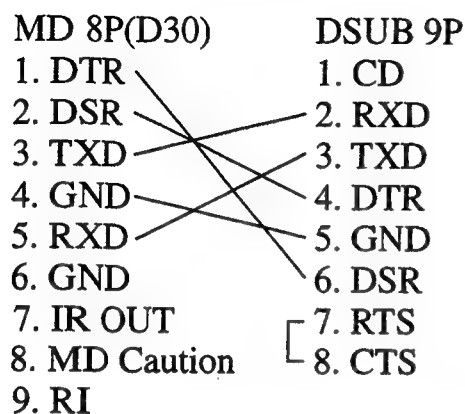 MD 8P(D30)
1. DTR
2. DSR
3. TXD
4. GND
5. RXD
6. GND
7. IR OUT
8. MD Caution
9. RI
DSUB 9P
1. CD
2. RXD
3. TXD
4. DTR
5. GND
6. DSR
7. RTS
8. CTS